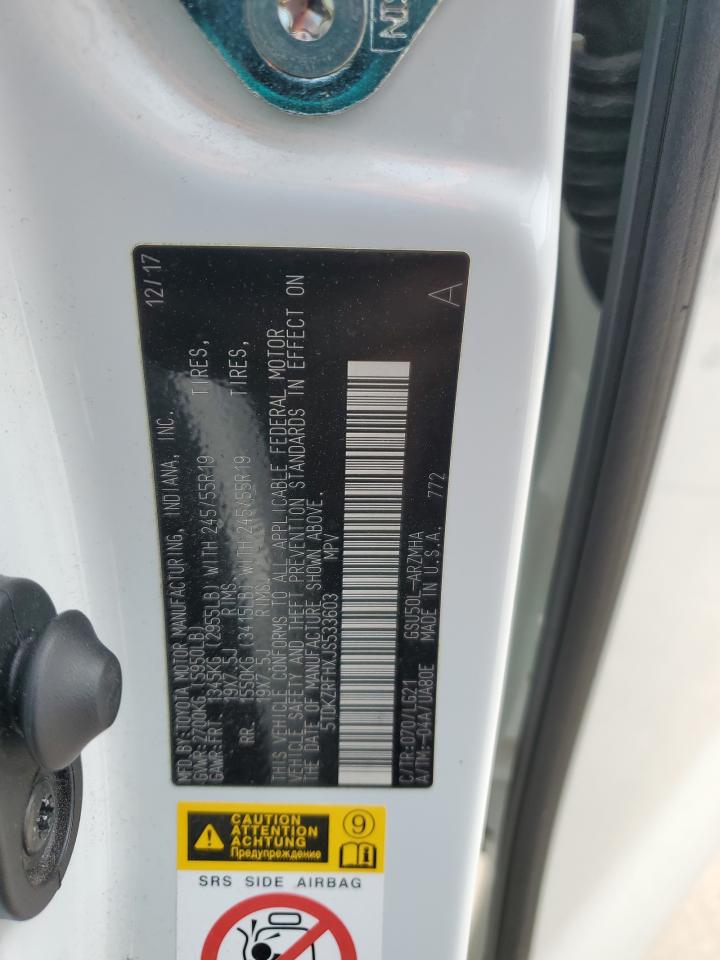 NIS
MFD.BY:TOYOTA MOTOR MANUFACTURING, INDIANA, INC. 12/17
GVWR:2700KG (5950LB)
GAWR:FRT. 1345KG (2955LB) WITH 245/55R19 TIRES,
19X7.5J RIMS.
RR. 1550KG (3415LB) WITH 245/55R19 TIRES,
19X7.5J RIMS.
THIS VEHICLE CONFORMS TO ALL APPLICABLE FEDERAL MOTOR
VEHICLE SAFETY AND THEFT PREVENTION STANDARDS IN EFFECT ON
THE DATE OF MANUFACTURE SHOWN ABOVE.
5TDKZRFHXJS533603 MPV
C/TR:070/LG21 GSU50L-ARZMHA
A/TM:-04A/UA80E MADE IN U.S.A. 772 A
CAUTION
ATTENTION
ACHTUNG
Предупреждение
9
SRS SIDE AIRBAG